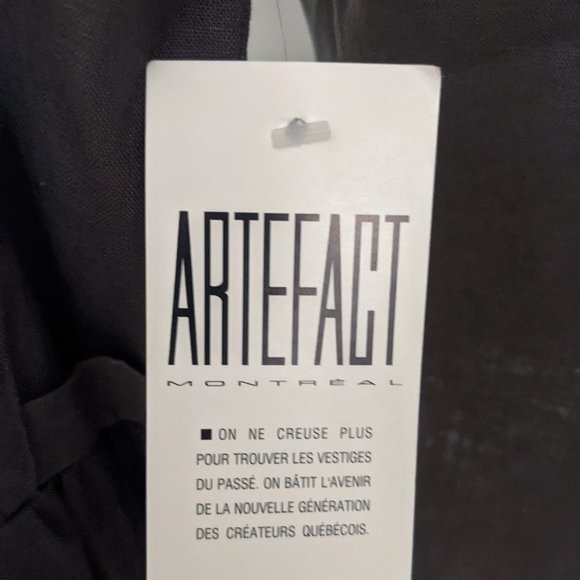 ARTEFACT
MONTRÉAL
■ ON NE CREUSE PLUS
POUR TROUVER LES VESTIGES
DU PASSÉ. ON BÂTIT L'AVENIR
DE LA NOUVELLE GÉNÉRATION
DES CRÉATEURS QUÉBÉCOIS.